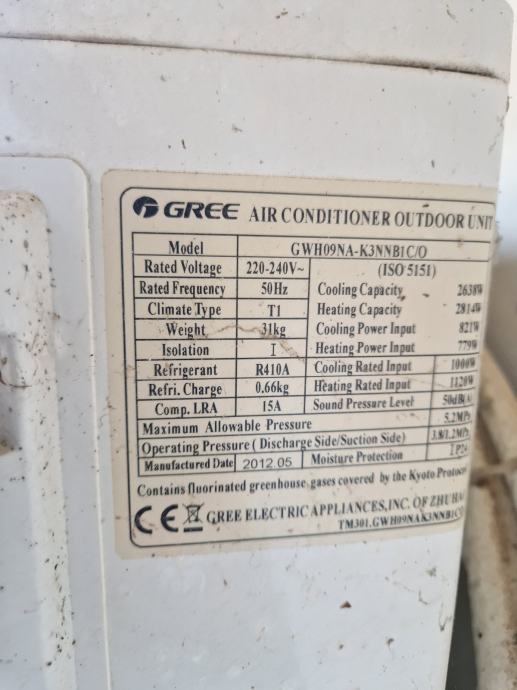 GREE AIR CONDITIONER OUTDOOR UNIT
Model GWH09NA-K3NNB1C/O
Rated Voltage 220-240V~ (ISO 5151)
Rated Frequency 50Hz Cooling Capacity 2638W
Climate Type T1 Heating Capacity 2814W
Weight 31kg Cooling Power Input 821W
Isolation I Heating Power Input 779W
Refrigerant R410A Cooling Rated Input 1000W
Refri. Charge 0.66kg Heating Rated Input 1120W
Comp. LRA 15A Sound Pressure Level 50dB(A)
Maximum Allowable Pressure 5.2MPa
Operating Pressure ( Discharge Side/Suction Side) 3.8/1.2MPa
Manufactured Date 2012.05 Moisture Protection IP24
Contains fluorinated greenhouse gases covered by the Kyoto Protoco
CE GREE ELECTRIC APPLIANCES,INC. OF ZHUHAI
TM301.GWH09NAK3NNB1CO